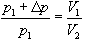 (p₁ + Δp)/p₁ = V₁/V₂